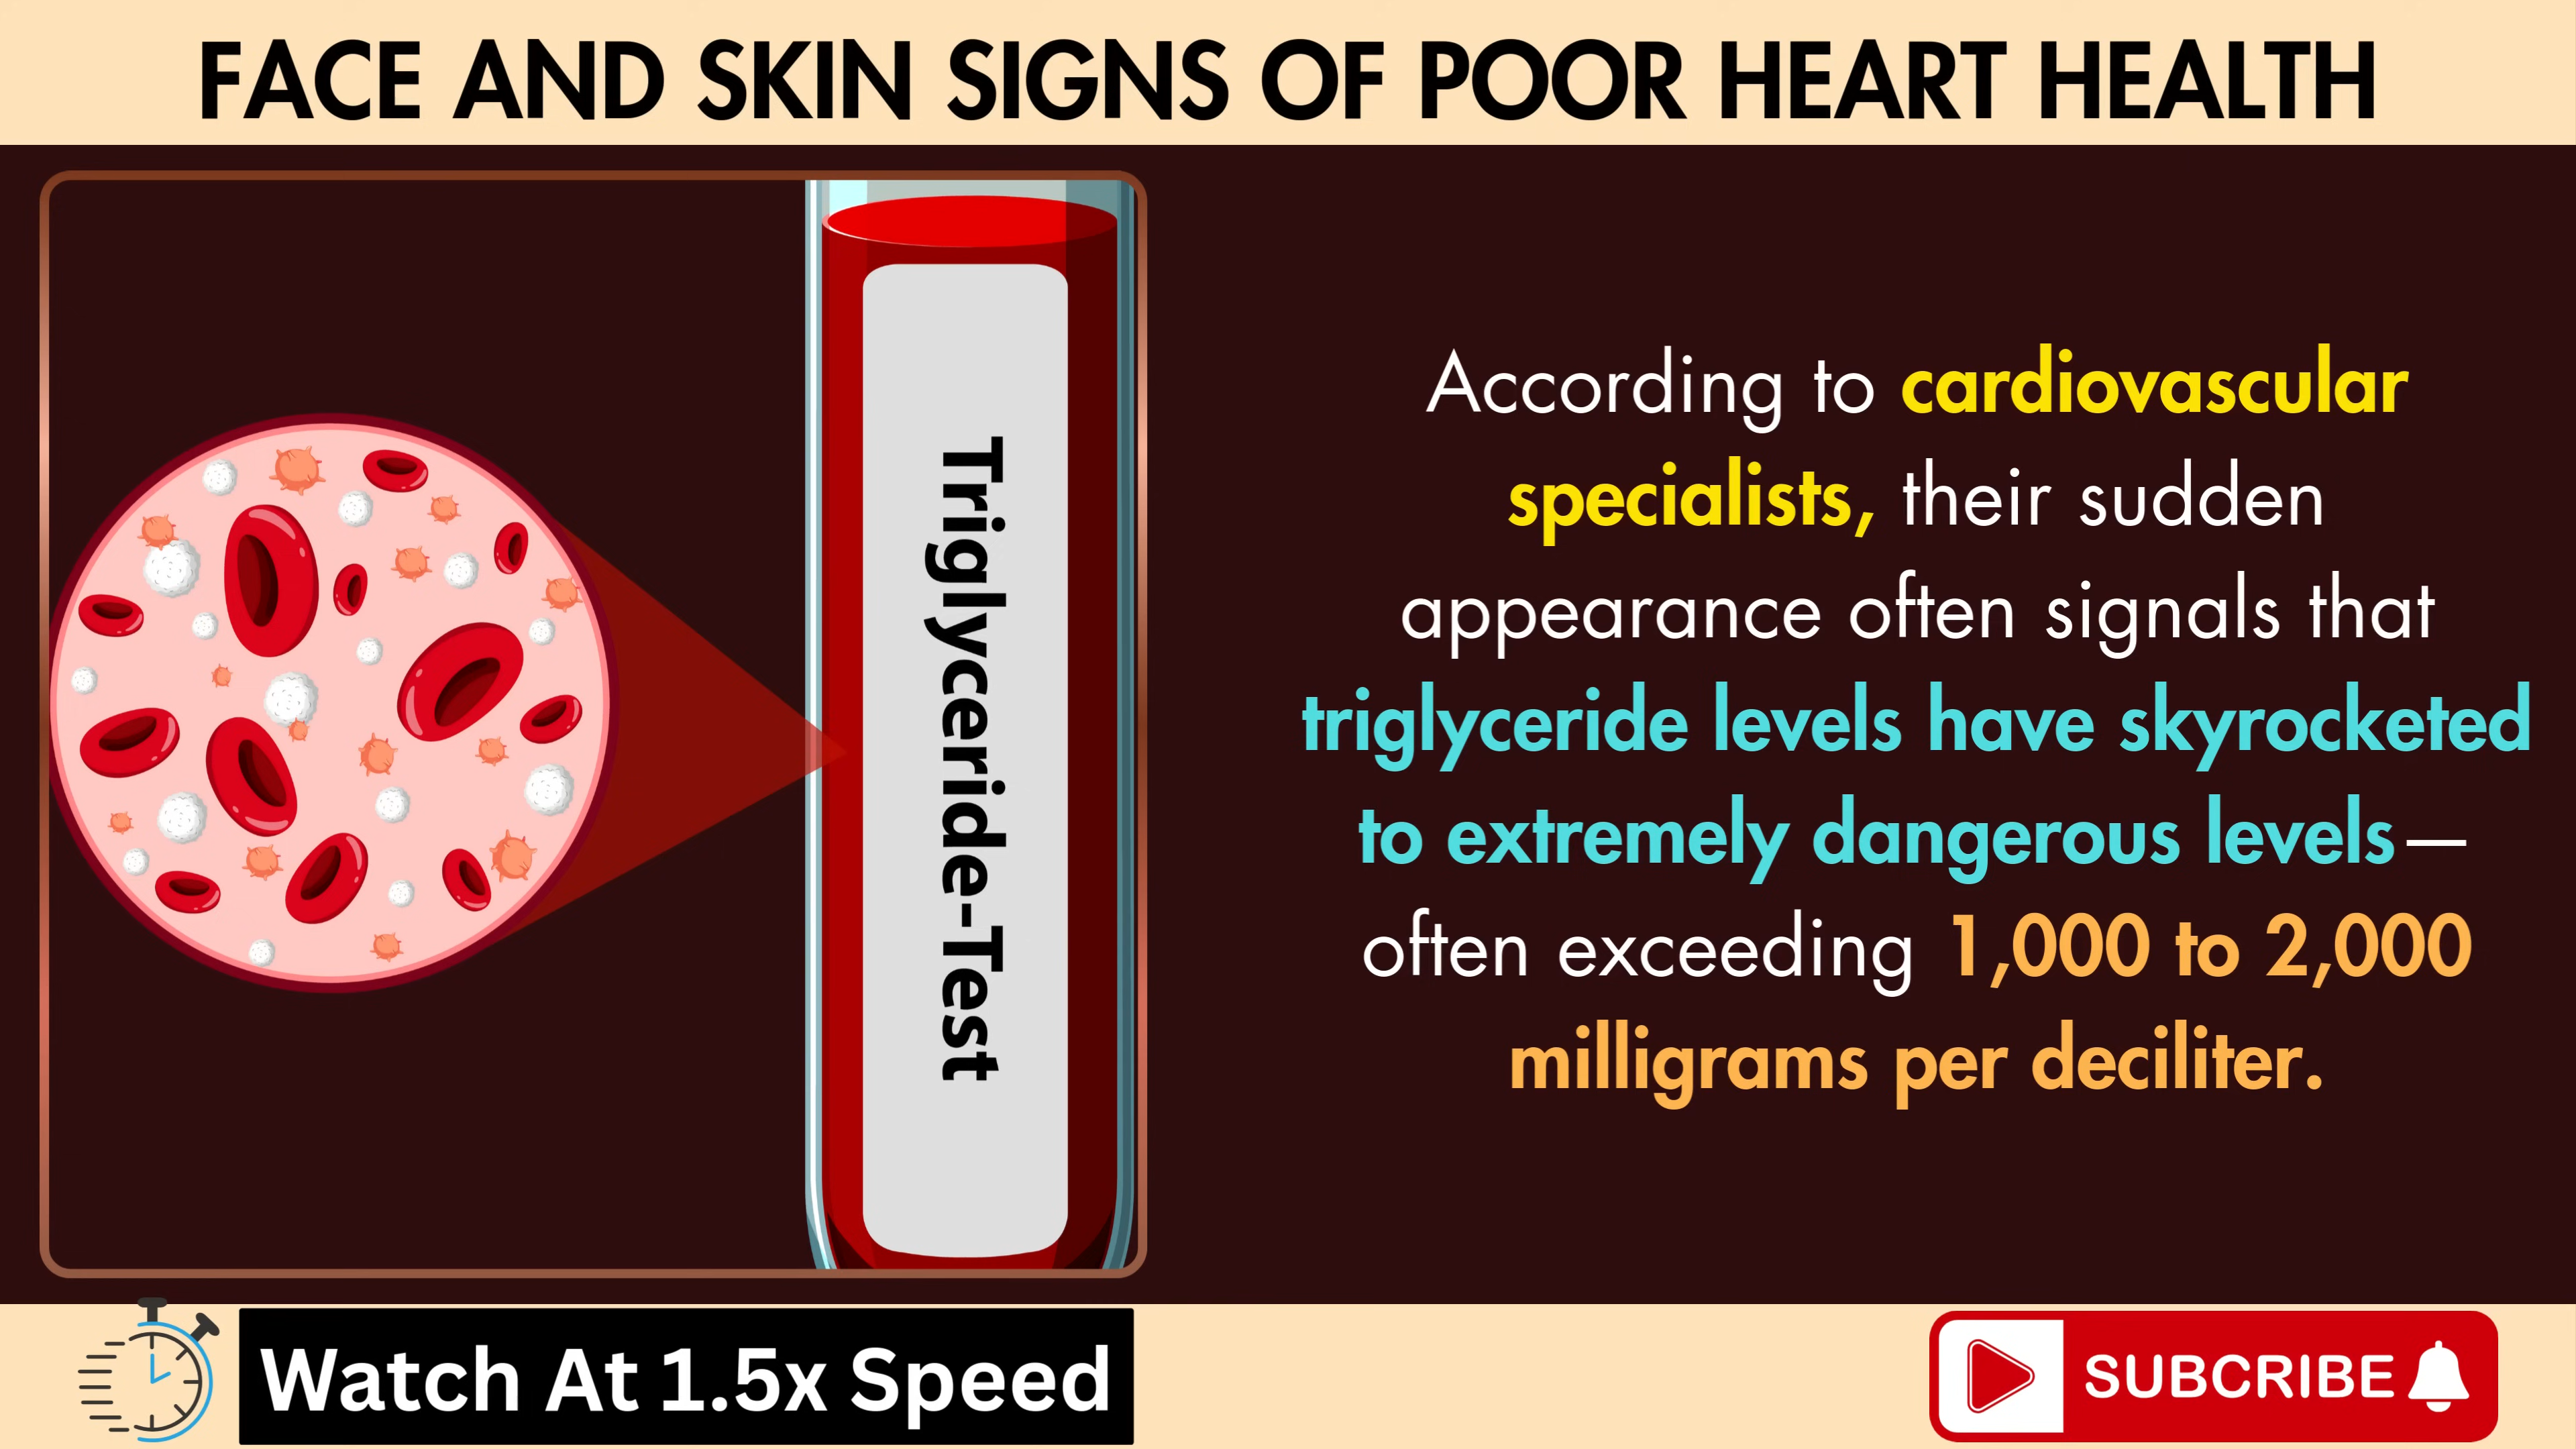 FACE AND SKIN SIGNS OF POOR HEART HEALTH
Triglyceride-Test
According to cardiovascular
specialists, their sudden
appearance often signals that
triglyceride levels have skyrocketed
to extremely dangerous levels—
often exceeding 1,000 to 2,000
milligrams per deciliter.
Watch At 1.5x Speed
SUBCRIBE